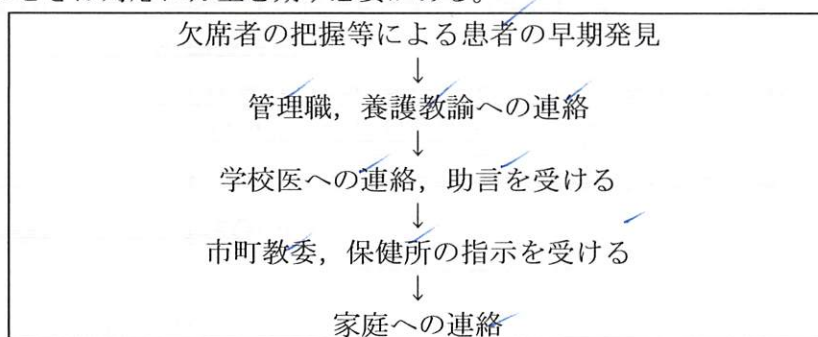 欠席者の把握等による患者の早期発見
↓
管理職，養護教諭への連絡
↓
学校医への連絡，助言を受ける
↓
市町教委，保健所の指示を受ける
↓
家庭への連絡